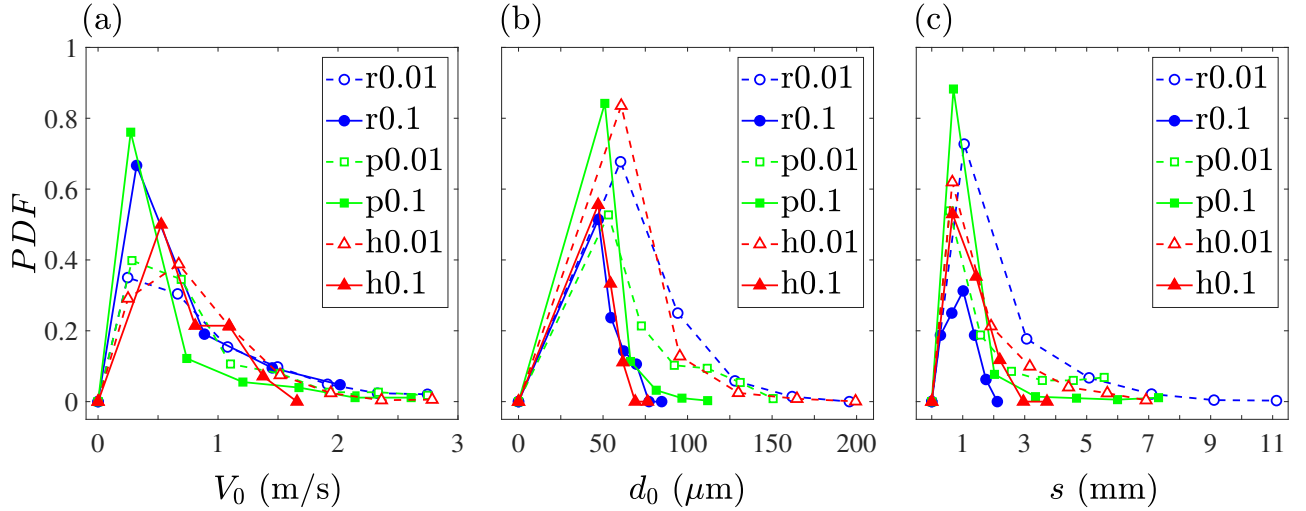 (a)
(b)
(c)
PDF
1
0.8
0.6
0.4
0.2
0
r0.01
r0.1
p0.01
p0.1
h0.01
h0.1
0 1 2 3
V₀ (m/s)
r0.01
r0.1
p0.01
p0.1
h0.01
h0.1
0 50 75 100 150 200
d₀ (μm)
r0.01
r0.1
p0.01
p0.1
h0.01
h0.1
1 3 5 7 9 11
s (mm)